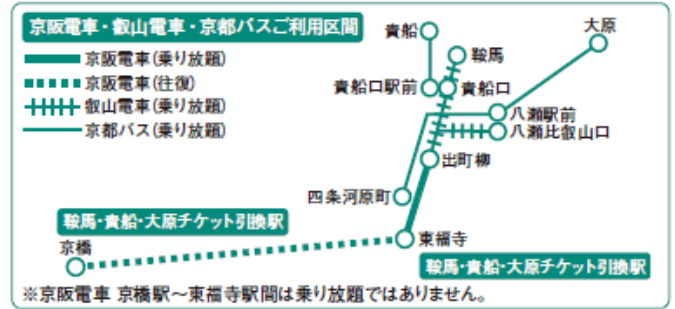 京阪電車・叡山電車・京都バスご利用区間
京阪電車(乗り放題)
京阪電車(往復)
叡山電車(乗り放題)
京都バス(乗り放題)
貴船
大原
鞍馬
貴船口駅前
貴船口
八瀬駅前
八瀬比叡山口
出町柳
四条河原町
鞍馬・貴船・大原チケット引換駅
京橋
東福寺
鞍馬・貴船・大原チケット引換駅
※京阪電車 京橋駅～東福寺駅間は乗り放題ではありません。